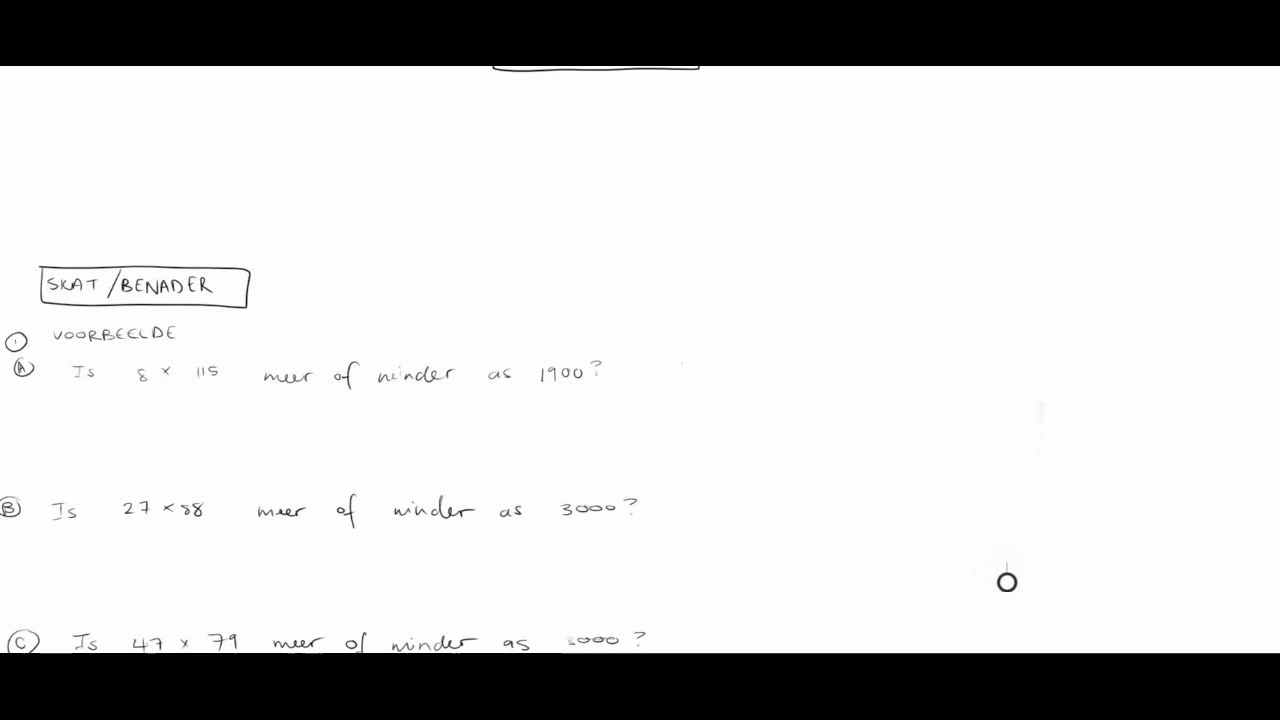 SKAT/BENADER
1 VOORBEELDE
A Is 8 × 115 meer of minder as 1900?
B Is 27 × 88 meer of minder as 3000?
C Is 47 × 79 meer of minder as 3000?